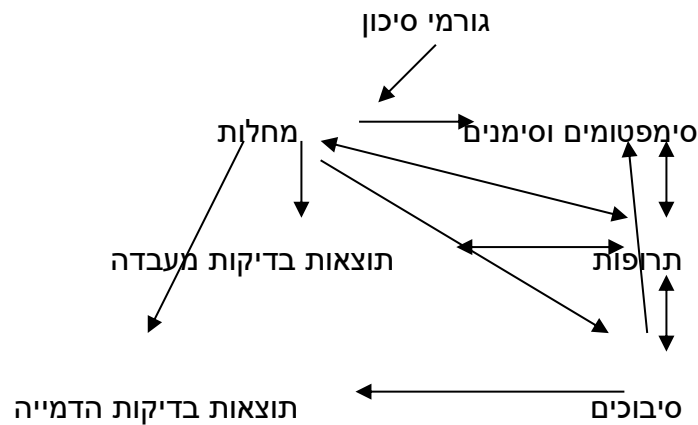 גורמי סיכון
סימפטומים וסימנים
מחלות
תרופות
תוצאות בדיקות מעבדה
סיבוכים
תוצאות בדיקות הדמייה